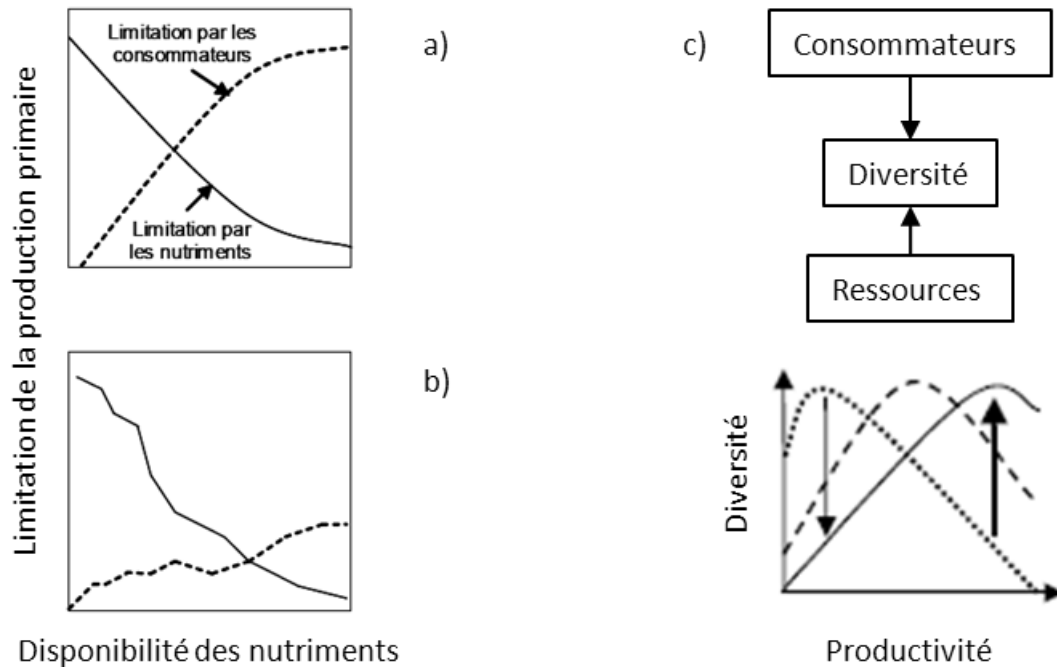 Limitation de la production primaire
Limitation par les
consommateurs
Limitation par
les nutriments
a)
b)
Disponibilité des nutriments
c)
Consommateurs
Diversité
Ressources
Diversité
Productivité